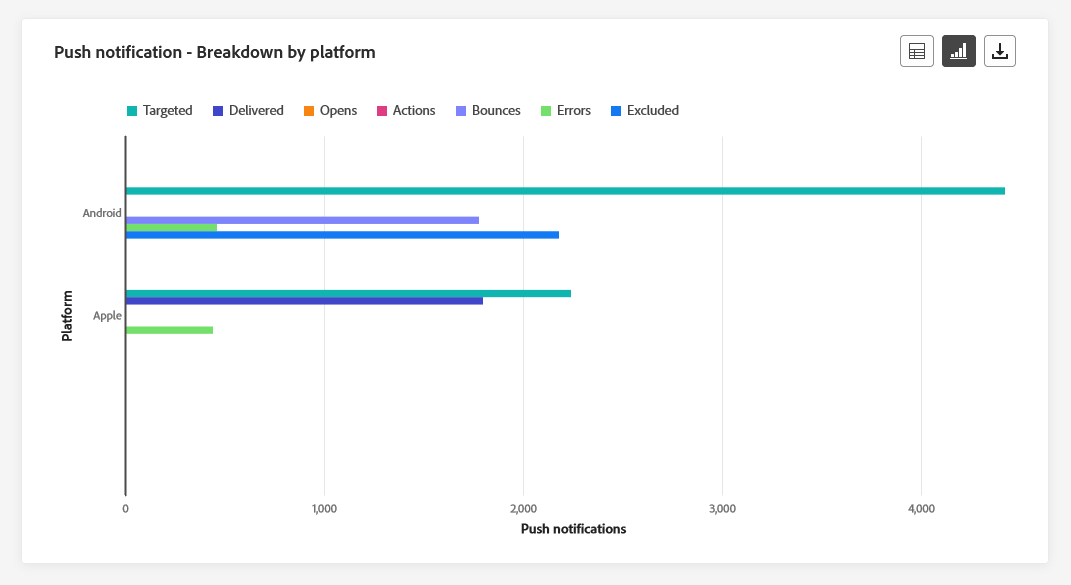 Push notification - Breakdown by platform
Targeted Delivered Opens Actions Bounces Errors Excluded
Android
Apple
Platform
0 1,000 2,000 3,000 4,000
Push notifications